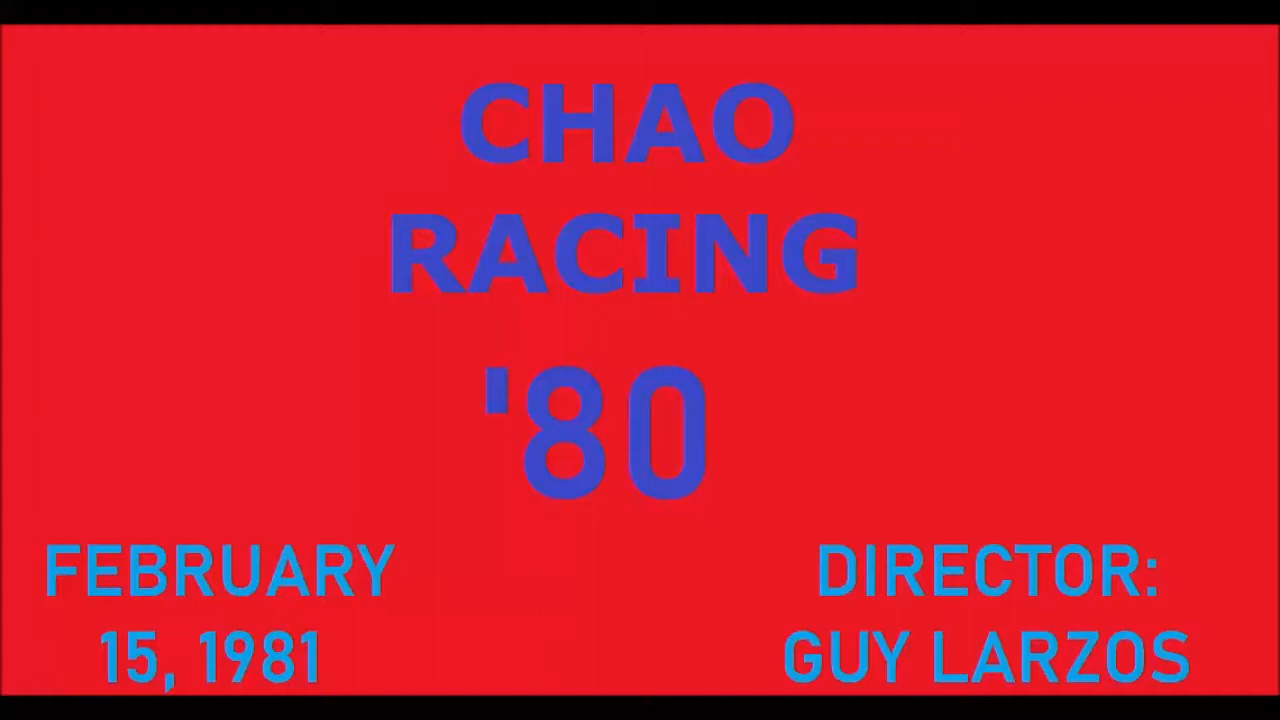 CHAO
RACING
'80
FEBRUARY
15, 1981
DIRECTOR:
GUY LARZOS